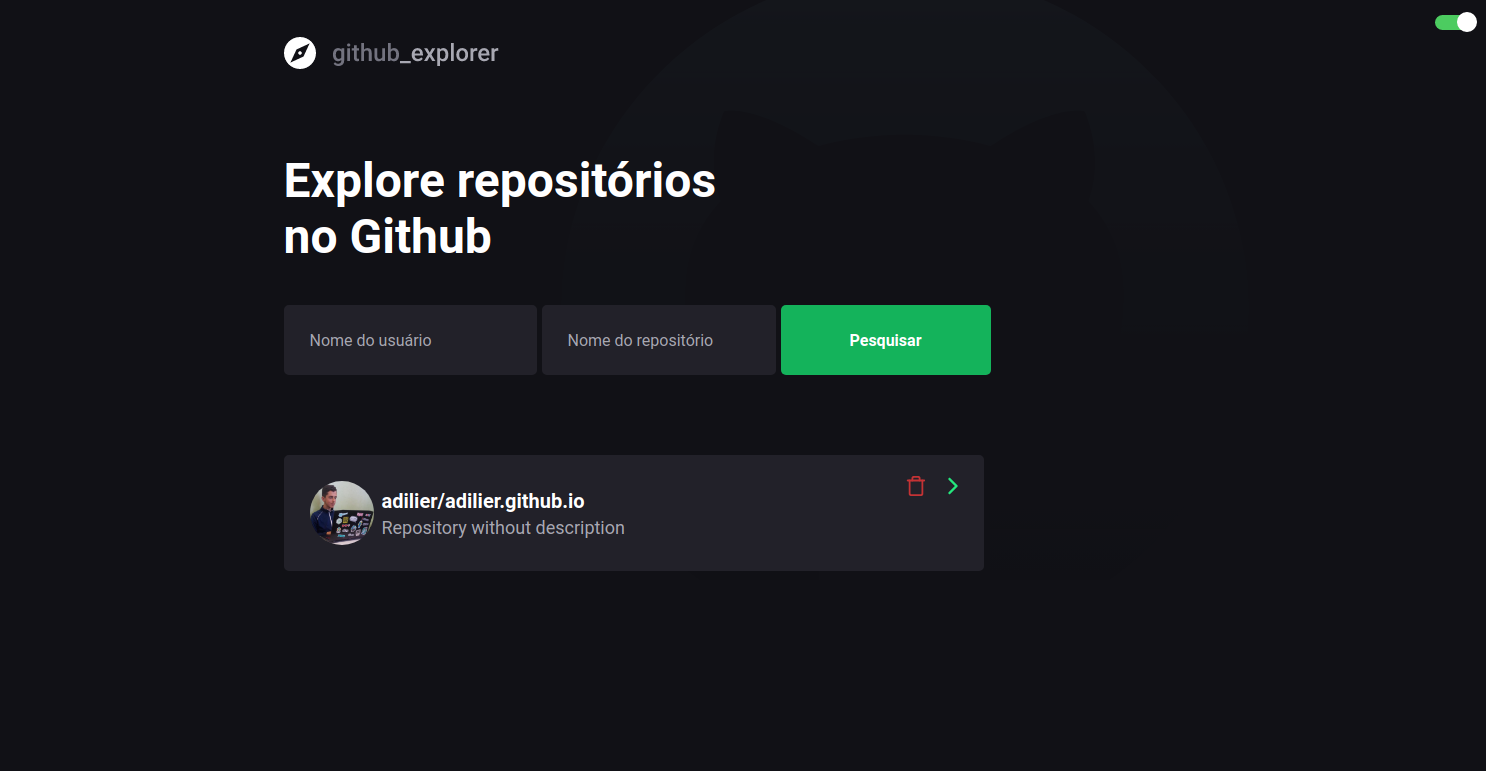 github_explorer
Explore repositórios
no Github
Nome do usuário
Nome do repositório
Pesquisar
adilier/adilier.github.io
Repository without description